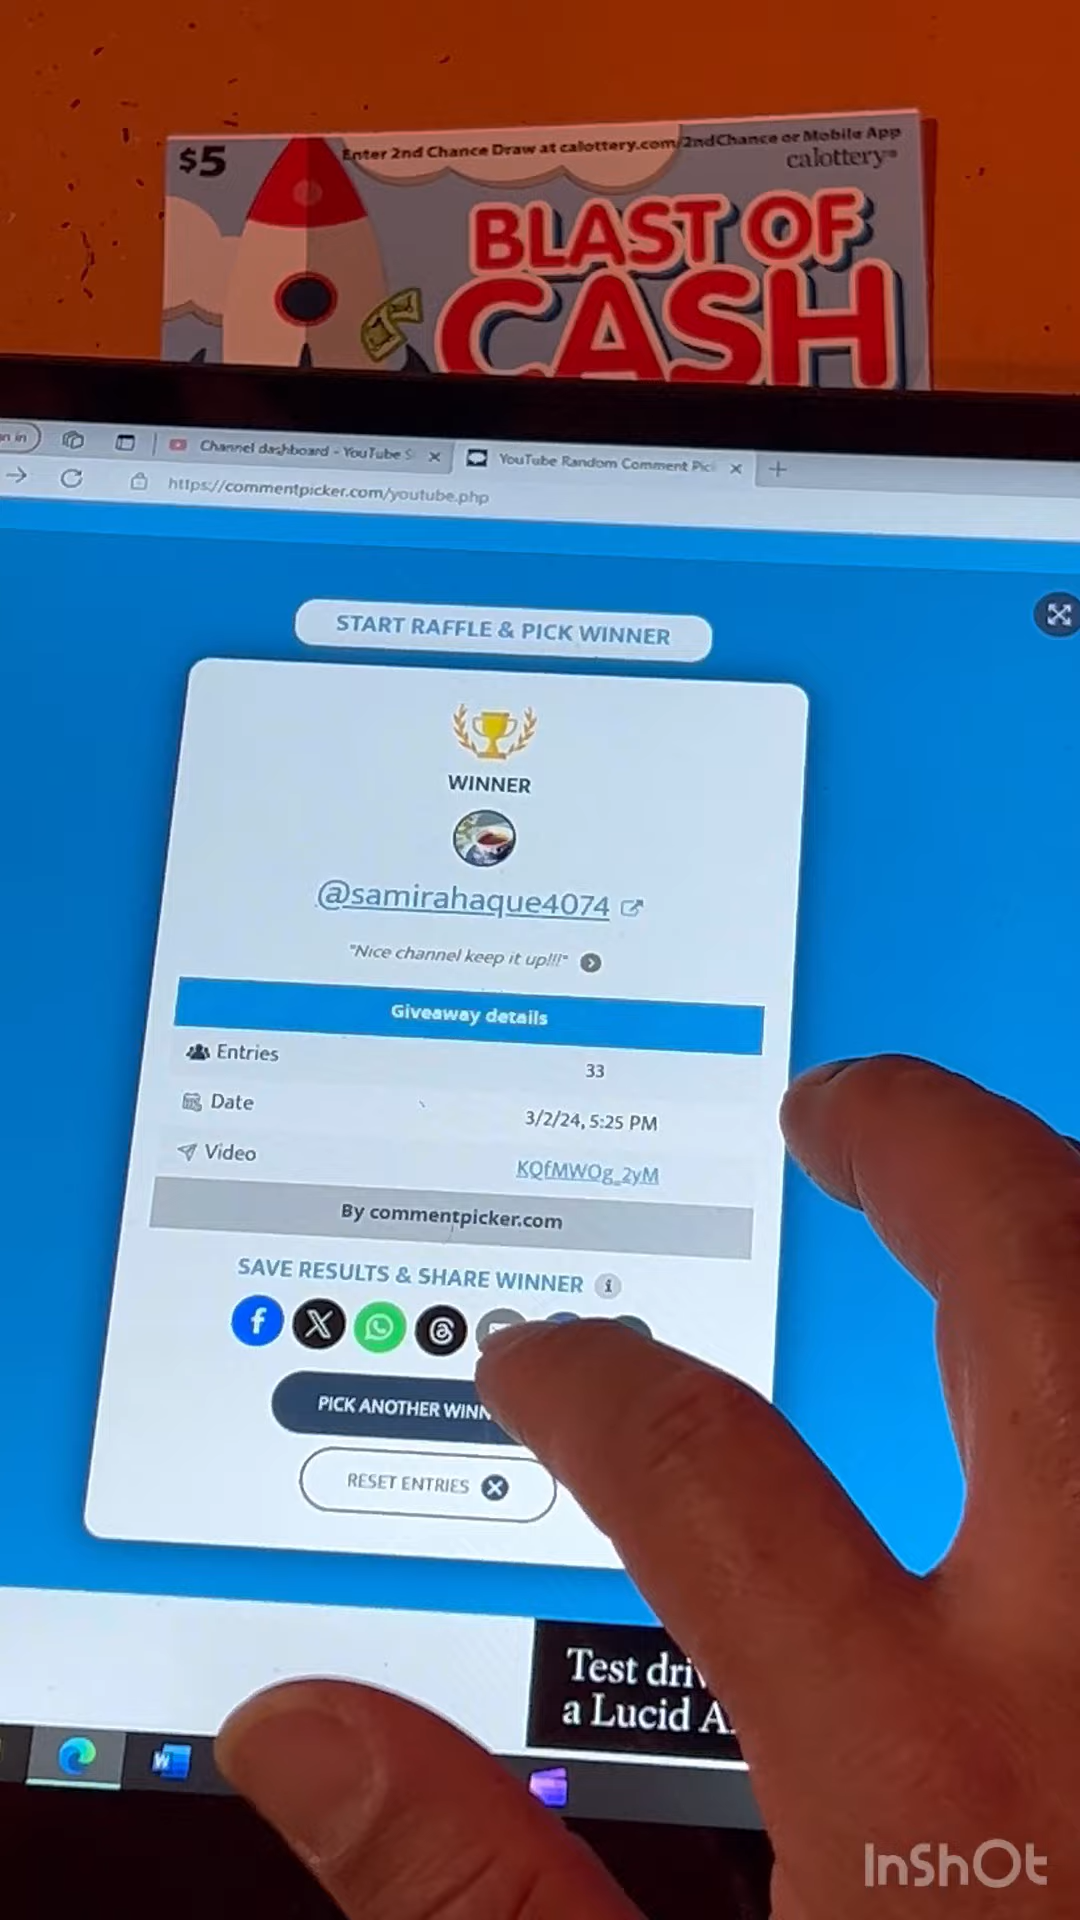 $5
Enter 2nd Chance Draw at calottery.com/2ndChance or Mobile App
calottery
BLAST OF
CASH
Channel dashboard - YouTube S
YouTube Random Comment Pic
https://commentpicker.com/youtube.php
START RAFFLE & PICK WINNER
WINNER
@samirahaque4074
"Nice channel keep it up!!!"
Giveaway details
Entries 33
Date 3/2/24, 5:25 PM
Video KQfMWOg_2yM
By commentpicker.com
SAVE RESULTS & SHARE WINNER
PICK ANOTHER WINN
RESET ENTRIES
Test dri
a Lucid A
InShOt